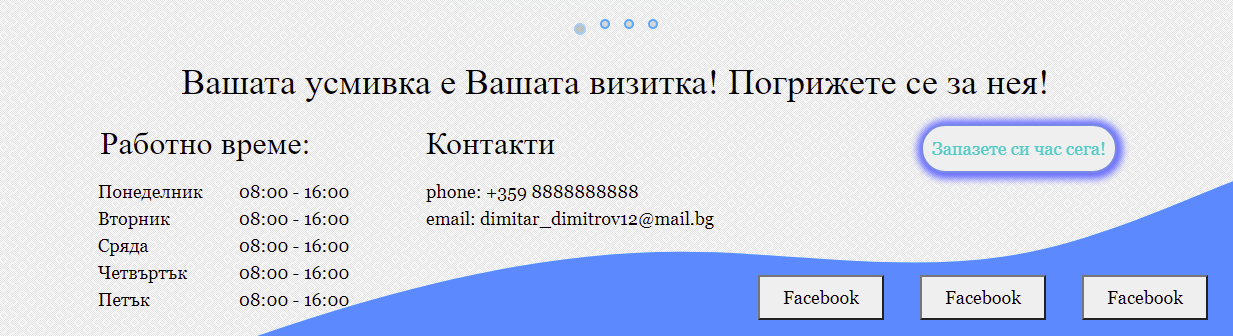 Вашата усмивка е Вашата визитка! Погрижете се за нея!
Работно време:
Понеделник 08:00 - 16:00
Вторник 08:00 - 16:00
Сряда 08:00 - 16:00
Четвъртък 08:00 - 16:00
Петък 08:00 - 16:00
Контакти
phone: +359 8888888888
email: dimitar_dimitrov12@mail.bg
Запазете си час сега!
Facebook Facebook Facebook